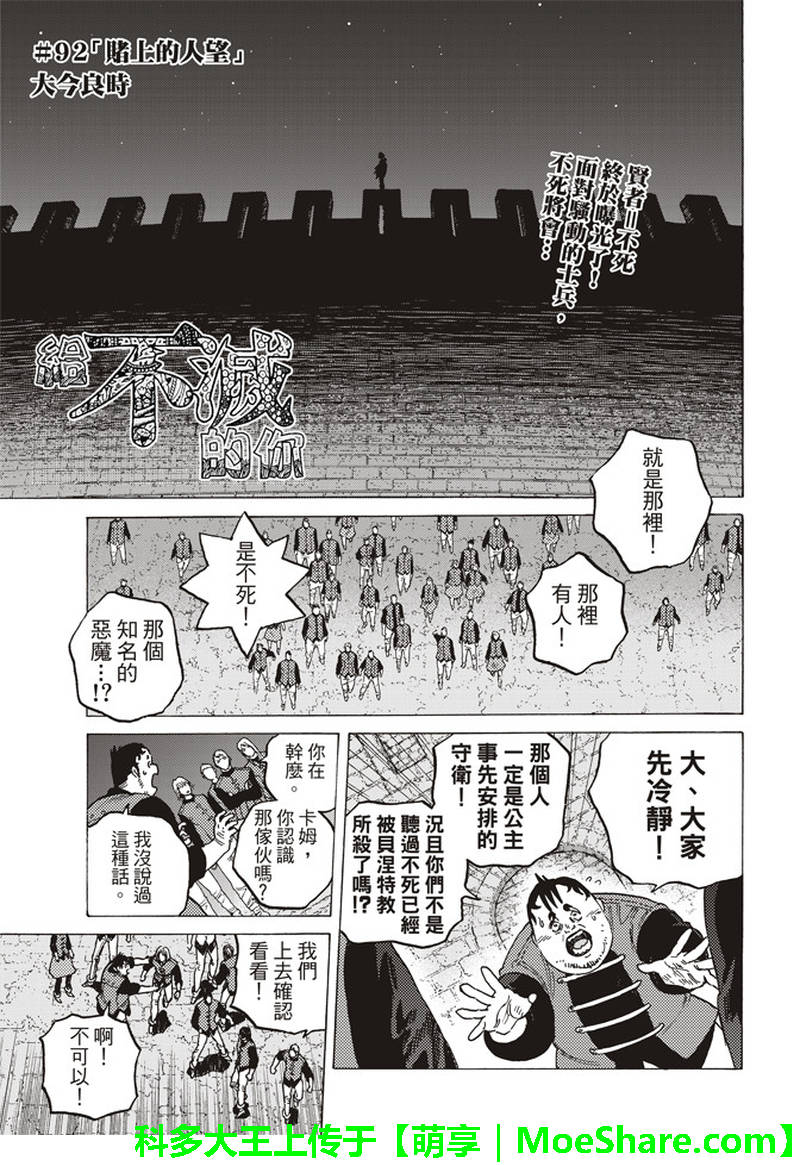 #92「賭上的人望」
大今良時
賢者=不死
終於曝光了!
面對騷動的士兵，
不死將會…
給不滅
的你
就是那裡！
那裡
有人！
是不死！
那個
知名的
惡魔…!?
大、大家
先冷靜！
那個人
一定是公主
事先安排的
守衛！
況且你們不是
聽過不死已經
被貝涅特教
所殺了嗎!?
你在
幹麼。
卡姆，
你認識
那傢伙嗎？
我沒說過
這種話。
我們
上去確認
看看！
啊！
不可以！
科多大王上传于【萌享｜MoeShare.com】